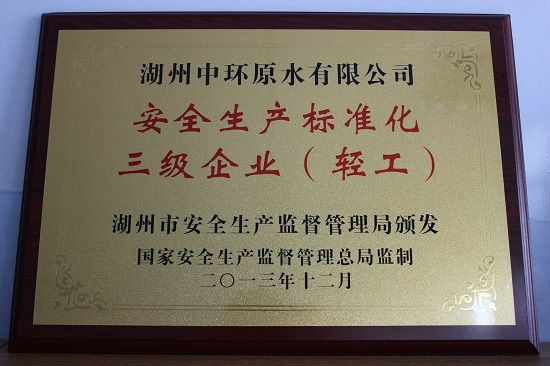 湖州中环原水有限公司
安全生产标准化
三级企业（轻工）
湖州市安全生产监督管理局颁发
国家安全生产监督管理总局监制
二〇一三年十二月